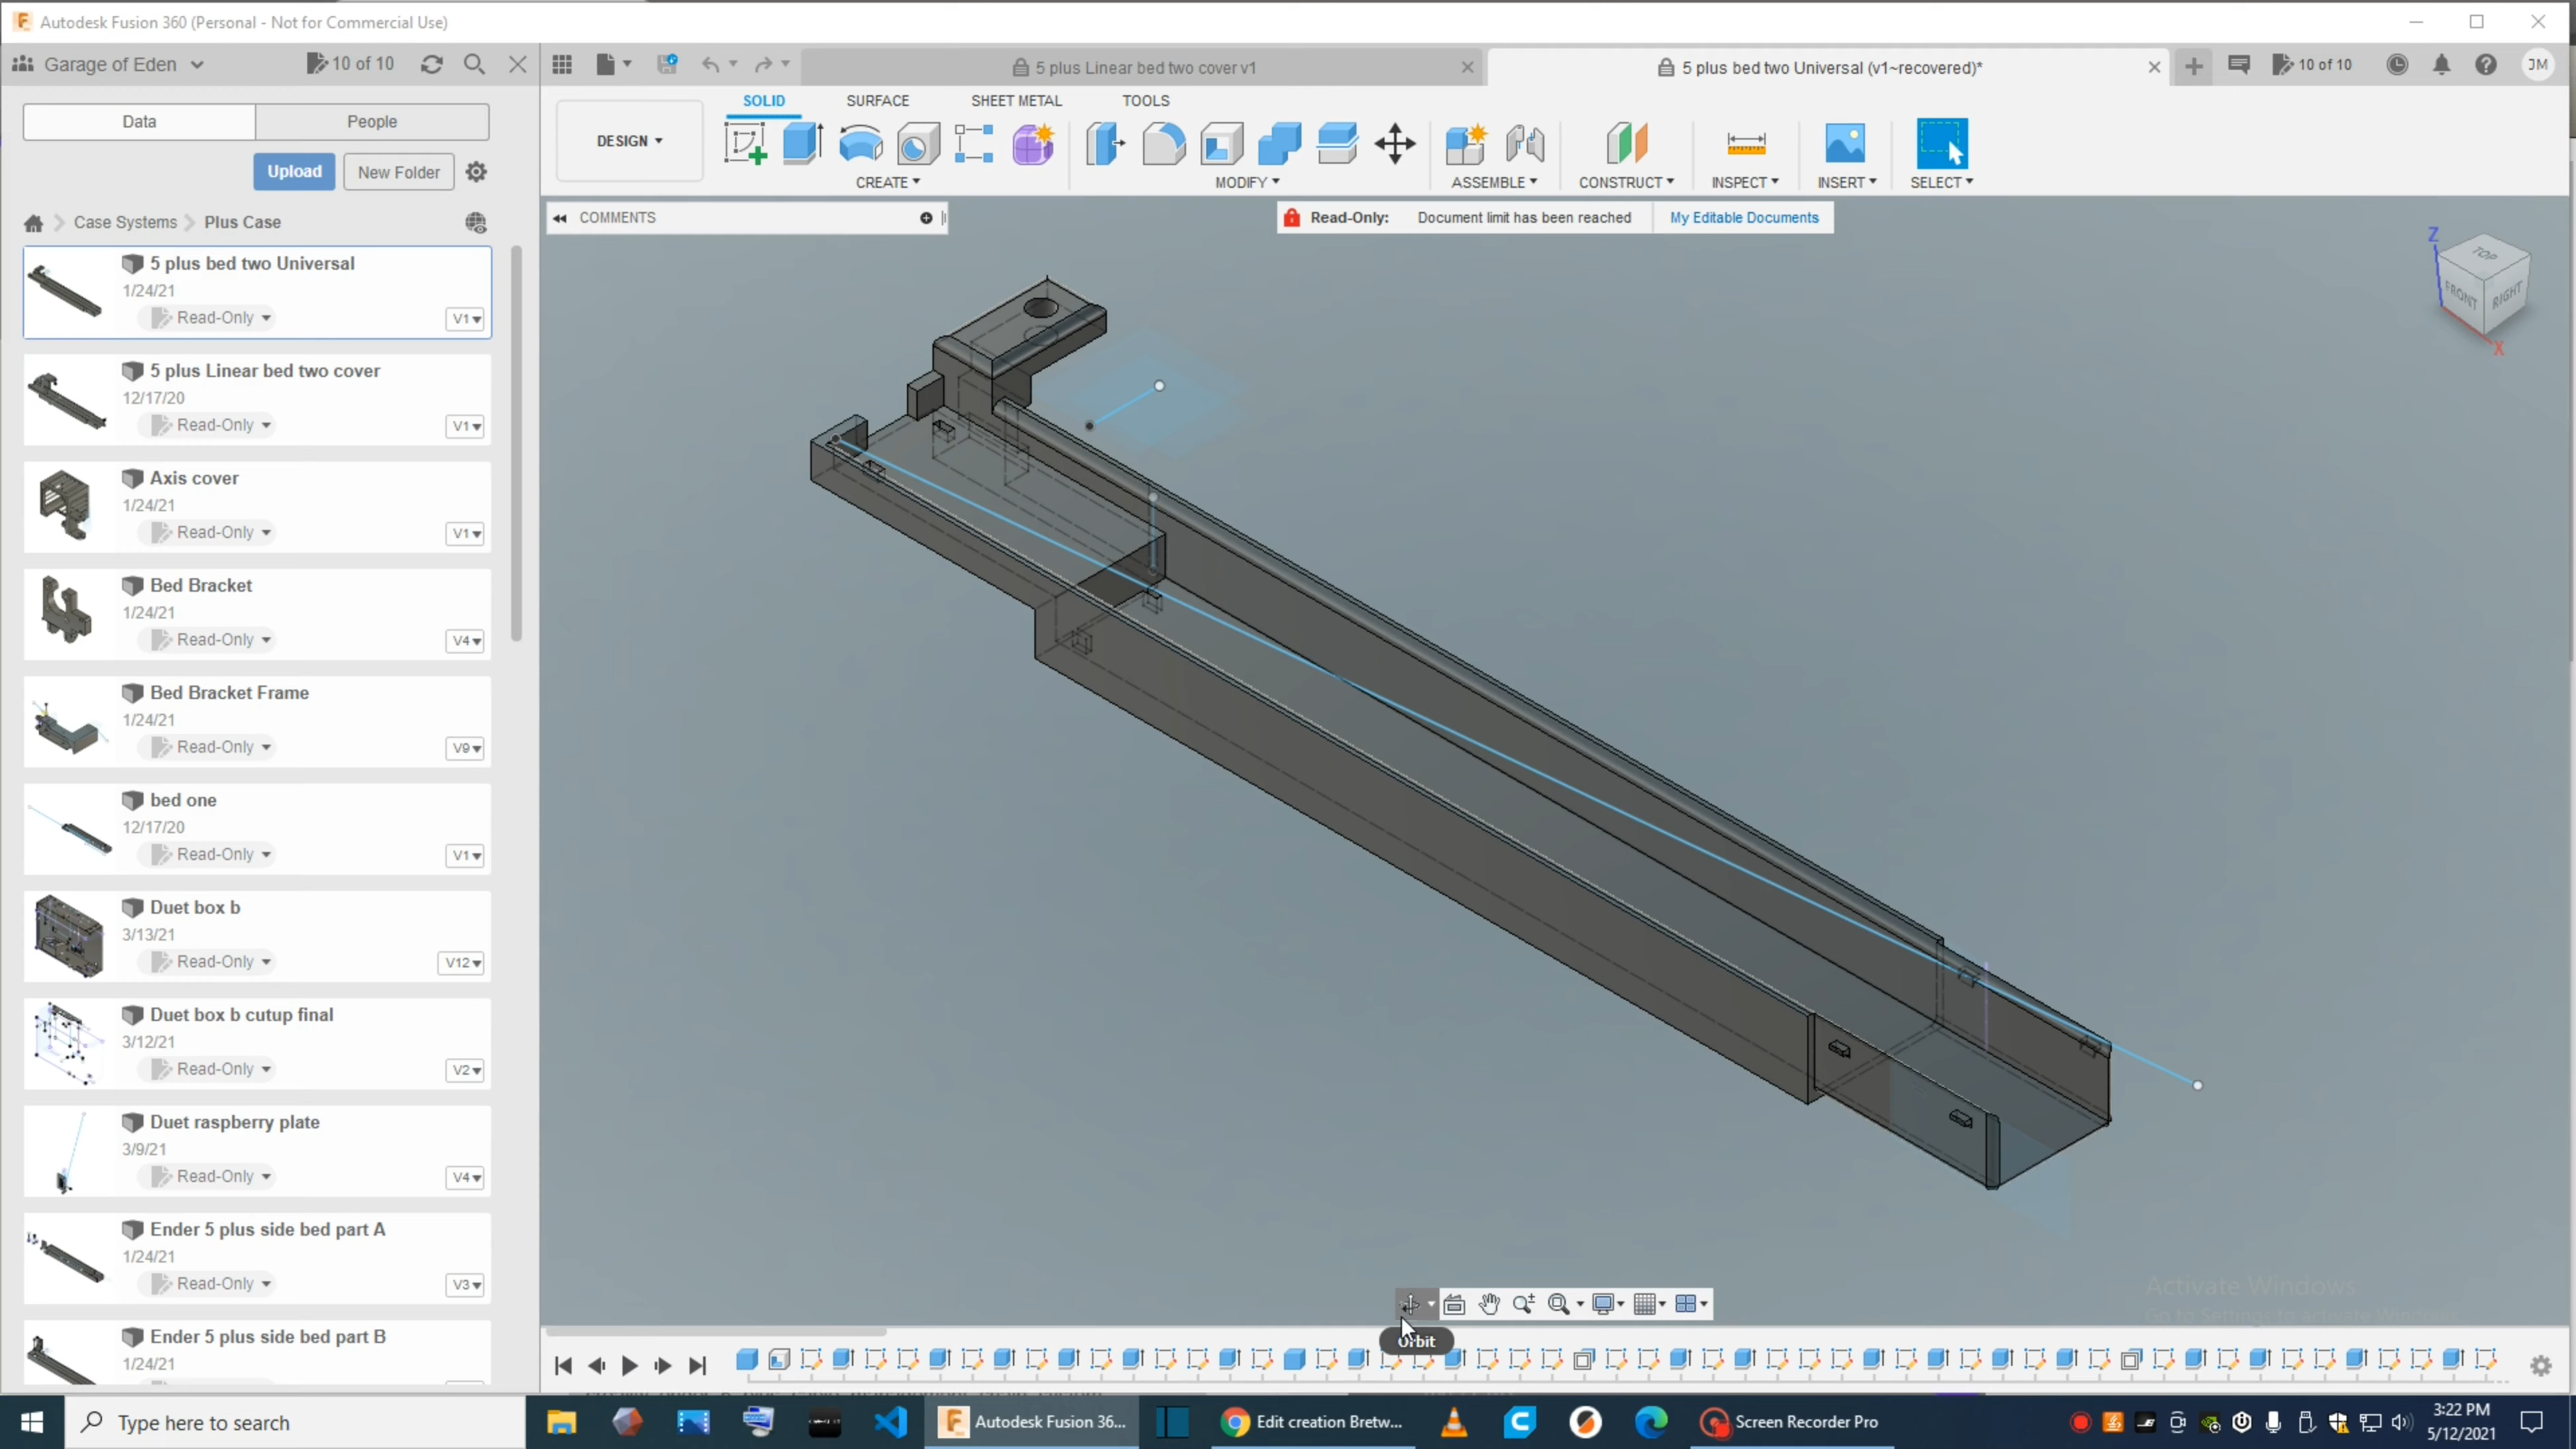 Autodesk Fusion 360 (Personal - Not for Commercial Use)
Garage of Eden
10 of 10
5 plus Linear bed two cover v1
5 plus bed two Universal (v1~recovered)*
10 of 10
JM
Data
People
SOLID
SURFACE
SHEET METAL
TOOLS
DESIGN
Upload
New Folder
CREATE
MODIFY
ASSEMBLE
CONSTRUCT
INSPECT
INSERT
SELECT
Case Systems
Plus Case
COMMENTS
Read-Only:
Document limit has been reached
My Editable Documents
Z
TOP
FRONT
RIGHT
X
5 plus bed two Universal
1/24/21
Read-Only
V1
5 plus Linear bed two cover
12/17/20
Read-Only
V1
Axis cover
1/24/21
Read-Only
V1
Bed Bracket
1/24/21
Read-Only
V4
Bed Bracket Frame
1/24/21
Read-Only
V9
bed one
12/17/20
Read-Only
V1
Duet box b
3/13/21
Read-Only
V12
Duet box b cutup final
3/12/21
Read-Only
V2
Duet raspberry plate
3/9/21
Read-Only
V4
Ender 5 plus side bed part A
1/24/21
Read-Only
V3
Ender 5 plus side bed part B
1/24/21
Activate Windows
Go to Settings to activate Windows
Orbit
Type here to search
Autodesk Fusion 36...
Edit creation Bretw...
Screen Recorder Pro
3:22 PM
5/12/2021